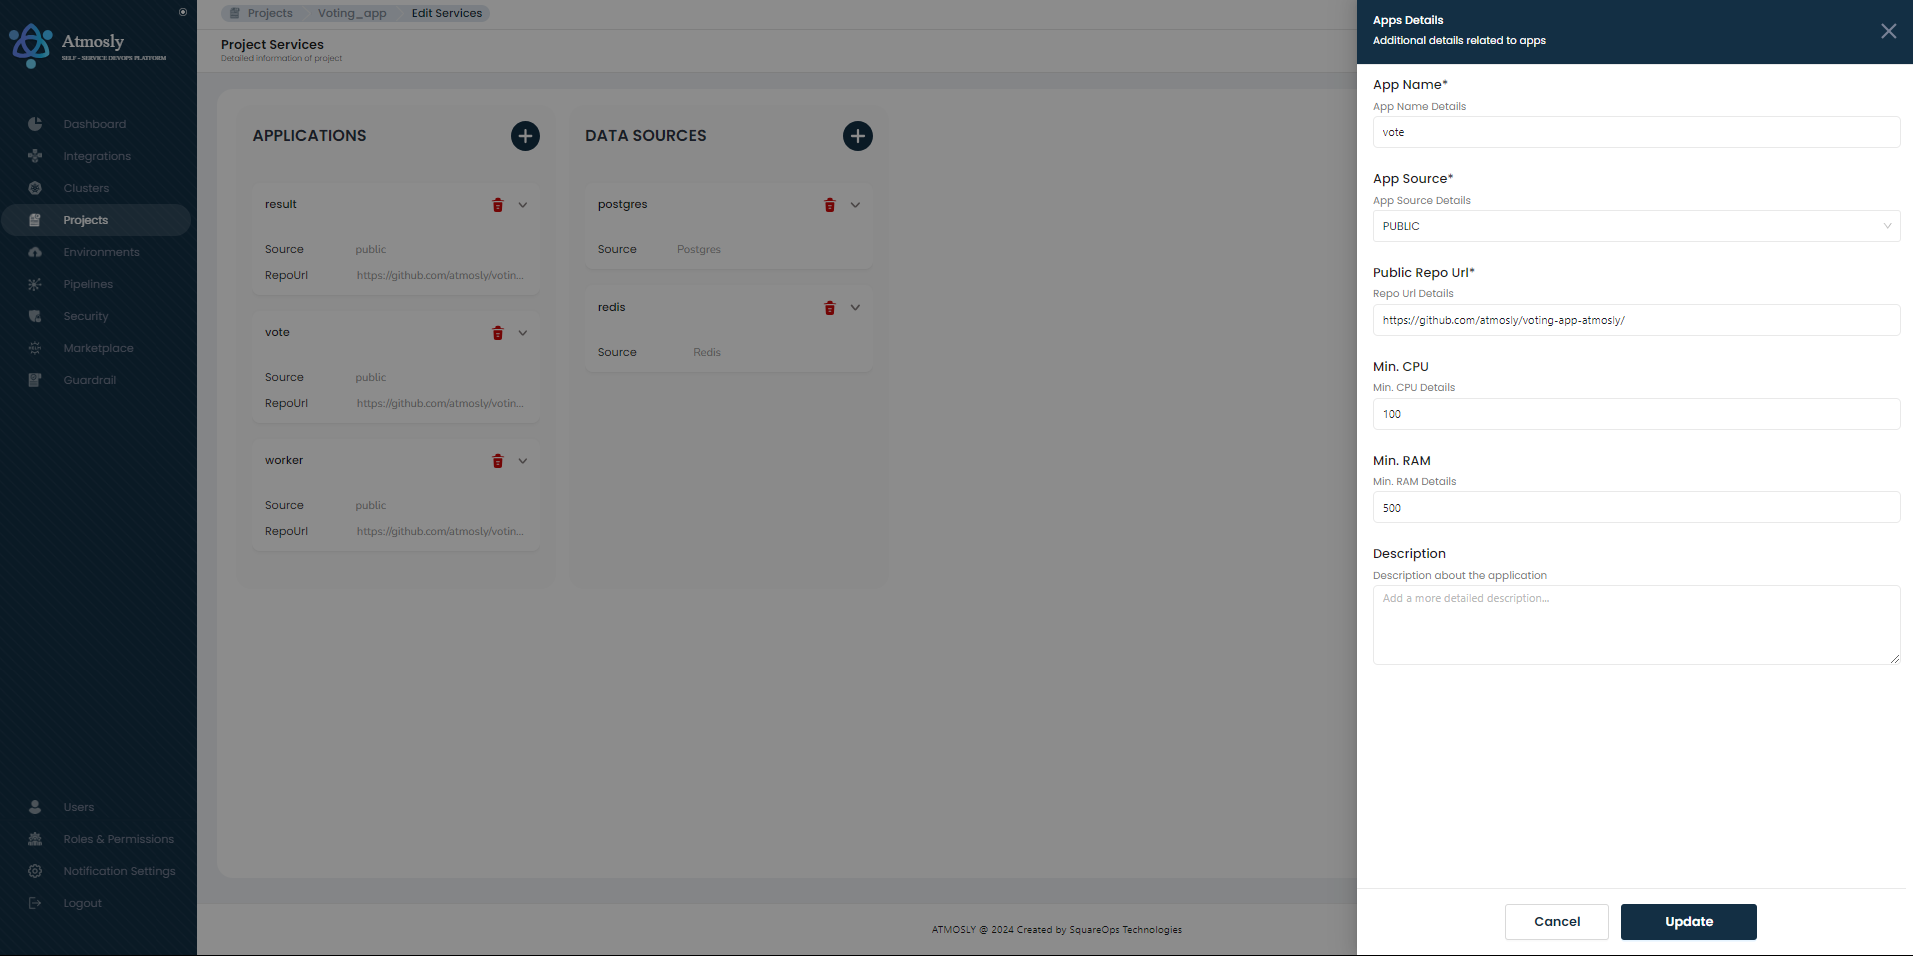 Atmosly
SELF - SERVICE DEVOPS PLATFORM
Dashboard
Integrations
Clusters
Projects
Environments
Pipelines
Security
Marketplace
Guardrail
Users
Roles & Permissions
Notification Settings
Logout
Projects Voting_app Edit Services
Project Services
Detailed information of project
APPLICATIONS
result
Source public
RepoUrl https://github.com/atmosly/votin...
vote
Source public
RepoUrl https://github.com/atmosly/votin...
worker
Source public
RepoUrl https://github.com/atmosly/votin...
DATA SOURCES
postgres
Source Postgres
redis
Source Redis
ATMOSLY @ 2024 Created by SquareOps Technologies
Apps Details
Additional details related to apps
App Name*
App Name Details
vote
App Source*
App Source Details
PUBLIC
Public Repo Url*
Repo Url Details
https://github.com/atmosly/voting-app-atmosly/
Min. CPU
Min. CPU Details
100
Min. RAM
Min. RAM Details
500
Description
Description about the application
Add a more detailed description...
Cancel Update